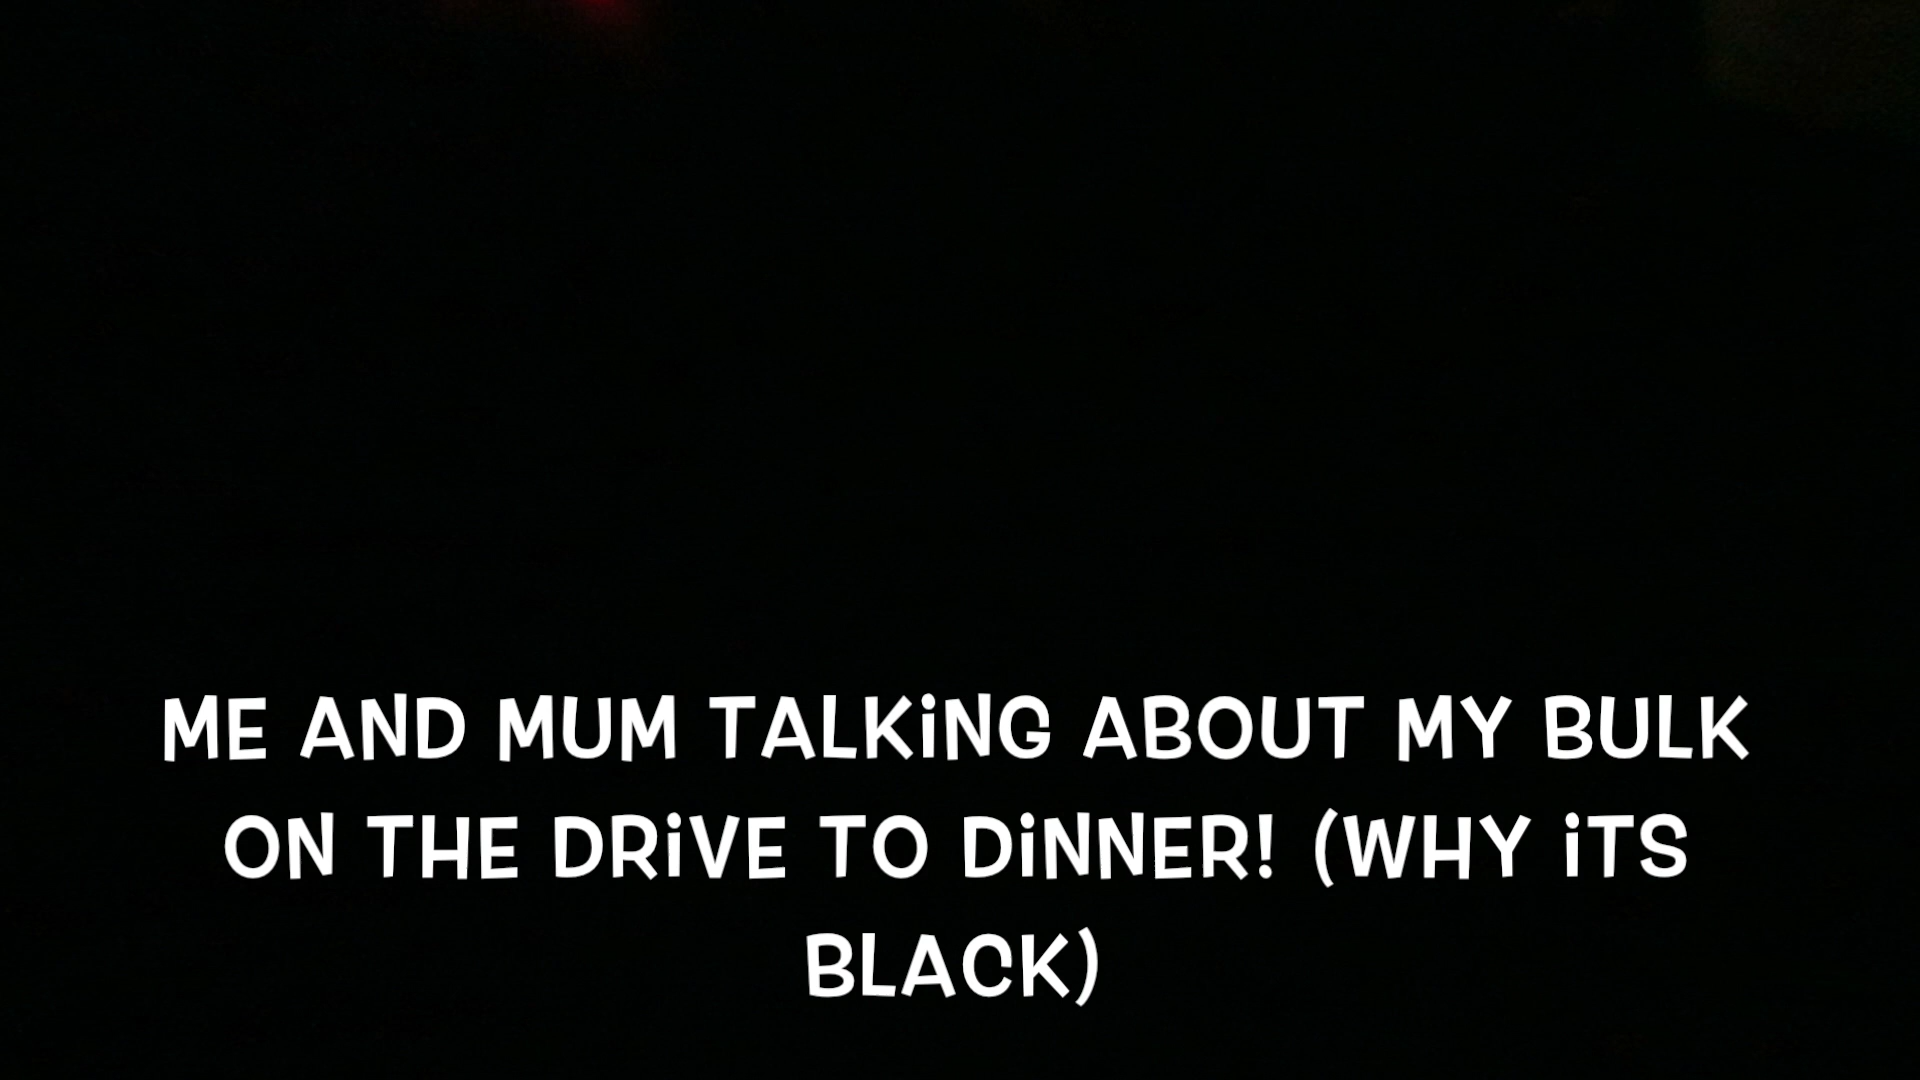 ME AND MUM TALKiNG ABOUT MY BULK
ON THE DRiVE TO DiNNER! (WHY iTS
BLACK)